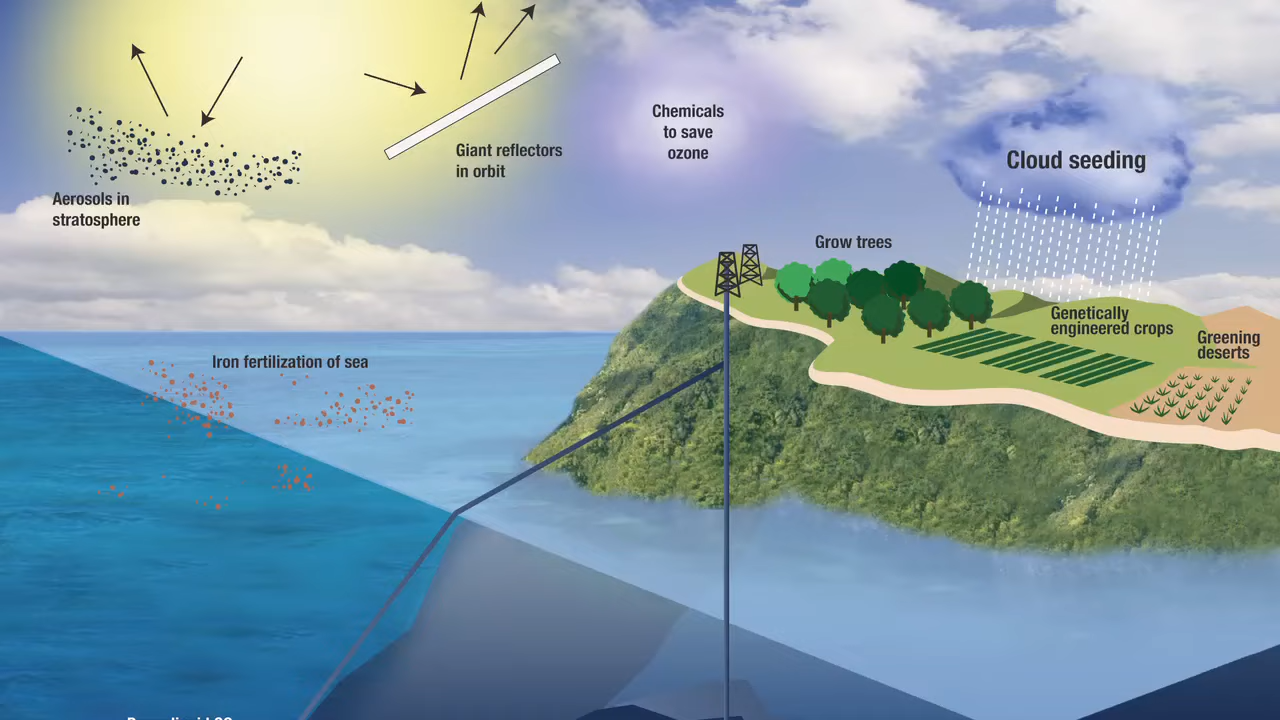 Chemicals
to save
ozone
Giant reflectors
in orbit
Cloud seeding
Aerosols in
stratosphere
Grow trees
Genetically
engineered crops
Greening
deserts
Iron fertilization of sea